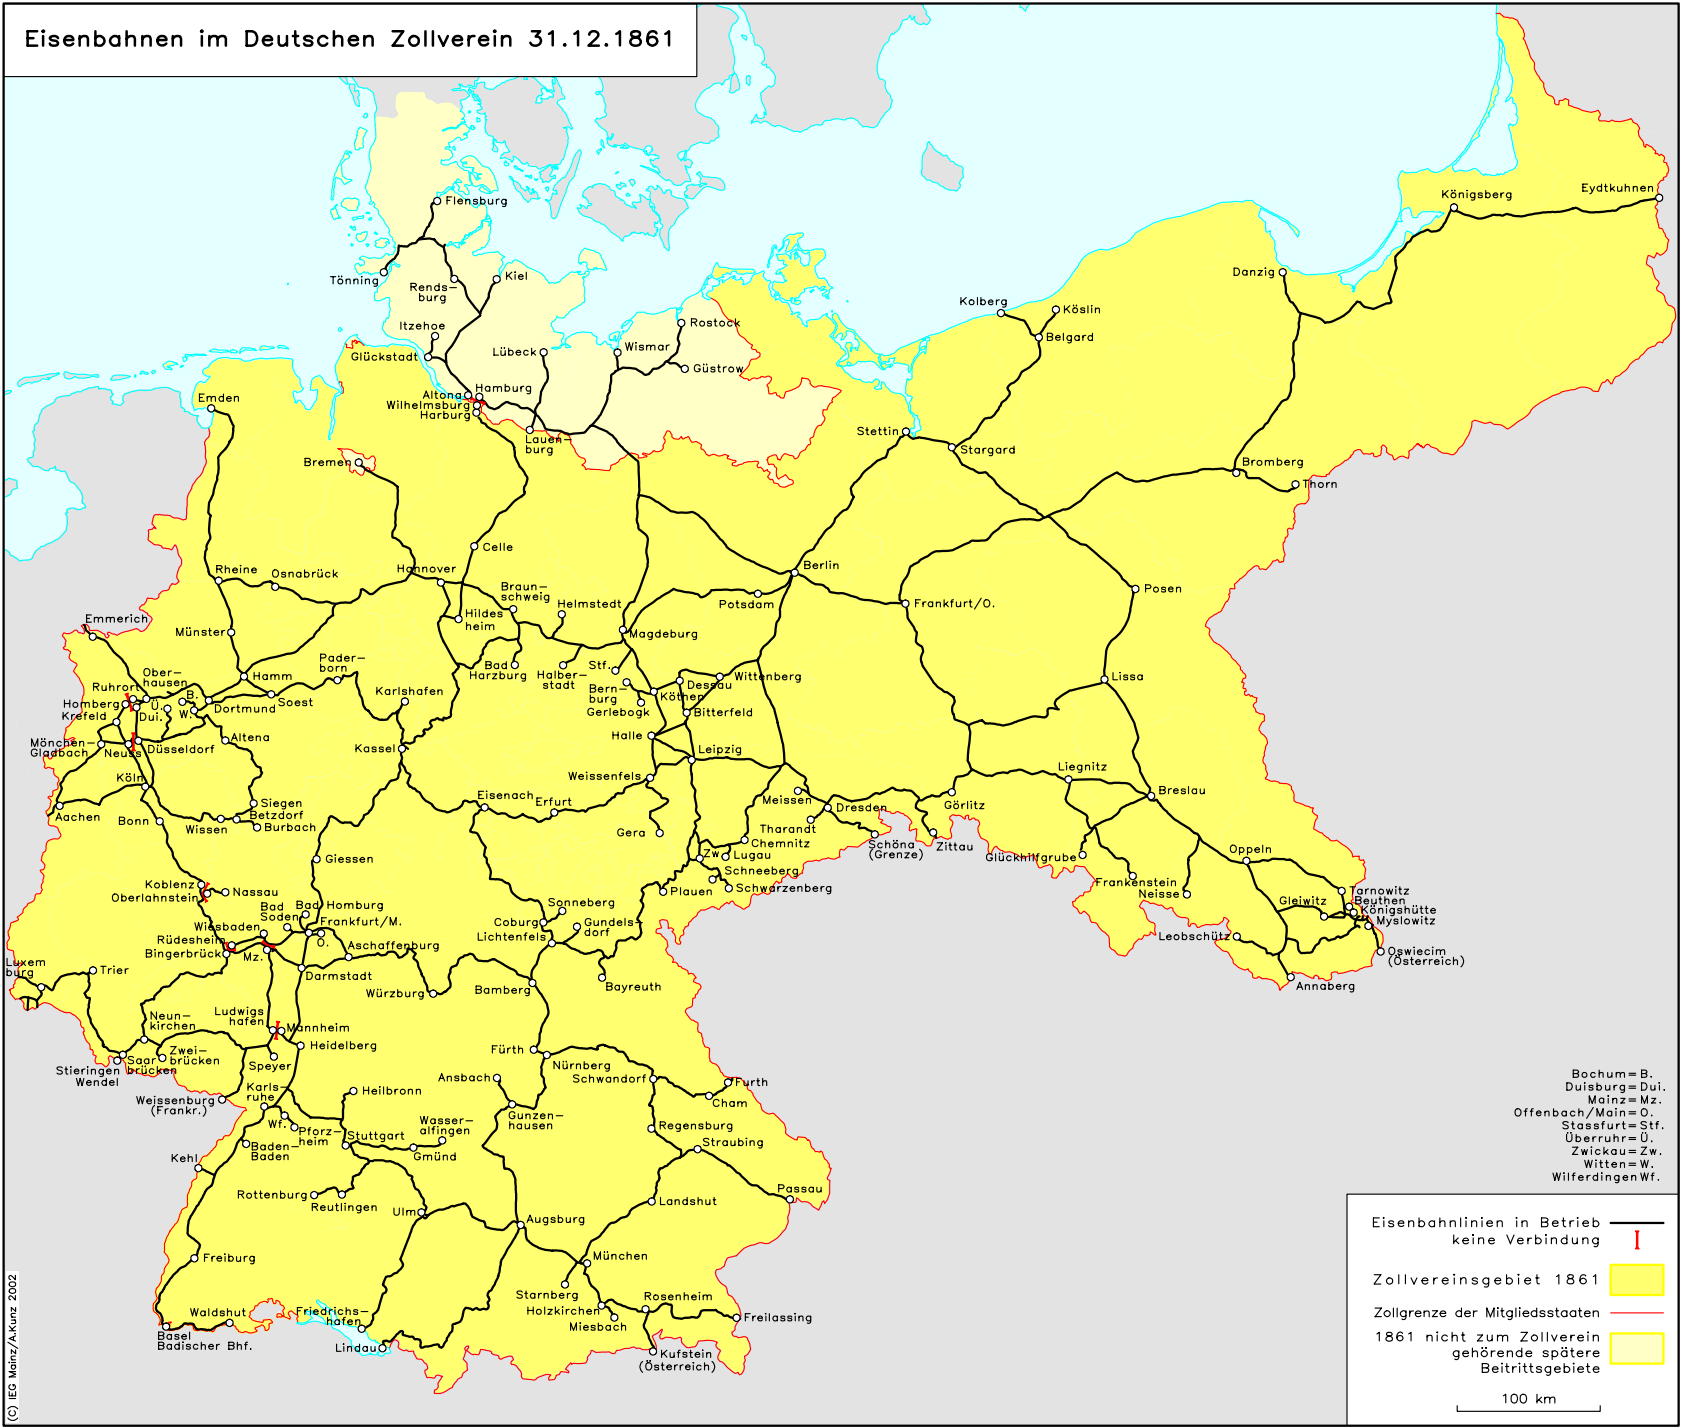 Eisenbahnen im Deutschen Zollverein 31.12.1861
Flensburg
Tönning
Rends-
burg
Kiel
Itzehoe
Glückstadt
Lübeck
Wismar
Rostock
Güstrow
Altona
Hamburg
Wilhelmsburg
Harburg
Lauen-
burg
Emden
Bremen
Kolberg
Köslin
Belgard
Danzig
Königsberg
Eydtkuhnen
Stettin
Stargard
Bromberg
Thorn
Celle
Hannover
Rheine
Osnabrück
Braun-
schweig
Helmstedt
Hildes
heim
Berlin
Potsdam
Frankfurt/O.
Posen
Emmerich
Münster
Magdeburg
Bad
Harzburg
Halber-
stadt
Stf.
Bern-
burg
Gerlebogk
Dessau
Köthen
Wittenberg
Bitterfeld
Lissa
Ober-
hausen
Ruhrort
Homberg
Krefeld
Dui.
Ü.
B.
W.
Hamm
Dortmund
Soest
Pader-
born
Karlshafen
Mönchen-
Gladbach
Neuss
Düsseldorf
Altena
Kassel
Halle
Leipzig
Weissenfels
Köln
Aachen
Bonn
Siegen
Betzdorf
Wissen
Burbach
Eisenach
Erfurt
Gera
Meissen
Dresden
Tharandt
Chemnitz
Zw.
Lugau
Schneeberg
Schwarzenberg
Plauen
Schöna
(Grenze)
Zittau
Görlitz
Liegnitz
Breslau
Glückhilfgrube
Frankenstein
Neisse
Oppeln
Tarnowitz
Beuthen
Königshütte
Myslowitz
Gleiwitz
Leobschütz
Oswiecim
(Österreich)
Annaberg
Giessen
Koblenz
Oberlahnstein
Nassau
Bad
Soden
Bad Homburg
Frankfurt/M.
O.
Wiesbaden
Rüdesheim
Bingerbrück
Mz.
Darmstadt
Aschaffenburg
Würzburg
Sonneberg
Coburg
Gundels-
dorf
Lichtenfels
Bamberg
Bayreuth
Luxem
burg
Trier
Neun-
kirchen
Zwei-
brücken
Saar
brücken
Stieringen
Wendel
Ludwigs
hafen
Mannheim
Heidelberg
Speyer
Weissenburg
(Frankr.)
Karls-
ruhe
Wf.
Pforz-
heim
Heilbronn
Stuttgart
Wasser-
alfingen
Gmünd
Baden-
Baden
Kehl
Rottenburg
Reutlingen
Ulm
Freiburg
Waldshut
Basel
Badischer Bhf.
Friedrichs-
hafen
Lindau
Fürth
Nürnberg
Ansbach
Gunzen-
hausen
Schwandorf
Furth
Cham
Regensburg
Straubing
Passau
Landshut
Augsburg
München
Starnberg
Holzkirchen
Miesbach
Rosenheim
Freilassing
Kufstein
(Österreich)
Bochum=B.
Duisburg=Dui.
Mainz=Mz.
Offenbach/Main=O.
Stassfurt=Stf.
Überruhr=Ü.
Zwickau=Zw.
Witten=W.
WilferdingenWf.
Eisenbahnlinien in Betrieb
keine Verbindung
Zollvereinsgebiet 1861
Zollgrenze der Mitgliedsstaaten
1861 nicht zum Zollverein
gehörende spätere
Beitrittsgebiete
100 km
(C) IEG Mainz/A.Kunz 2002